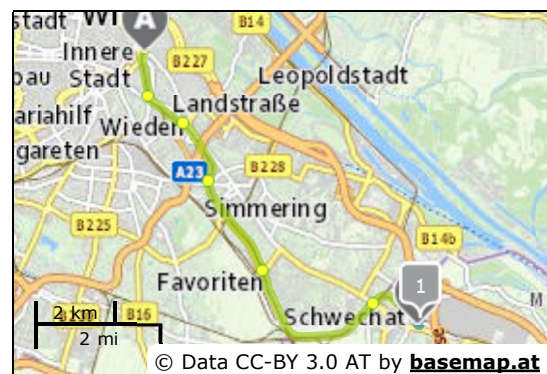 stadt WI A B14
Innere
Stadt B227
bau Leopoldstadt
ariahilf Landstraße
Wieden
gareten
A23 B228
Simmering
B225
B14b
Favoriten
1
Schwechat
M
2 km B16
2 mi
© Data CC-BY 3.0 AT by basemap.at